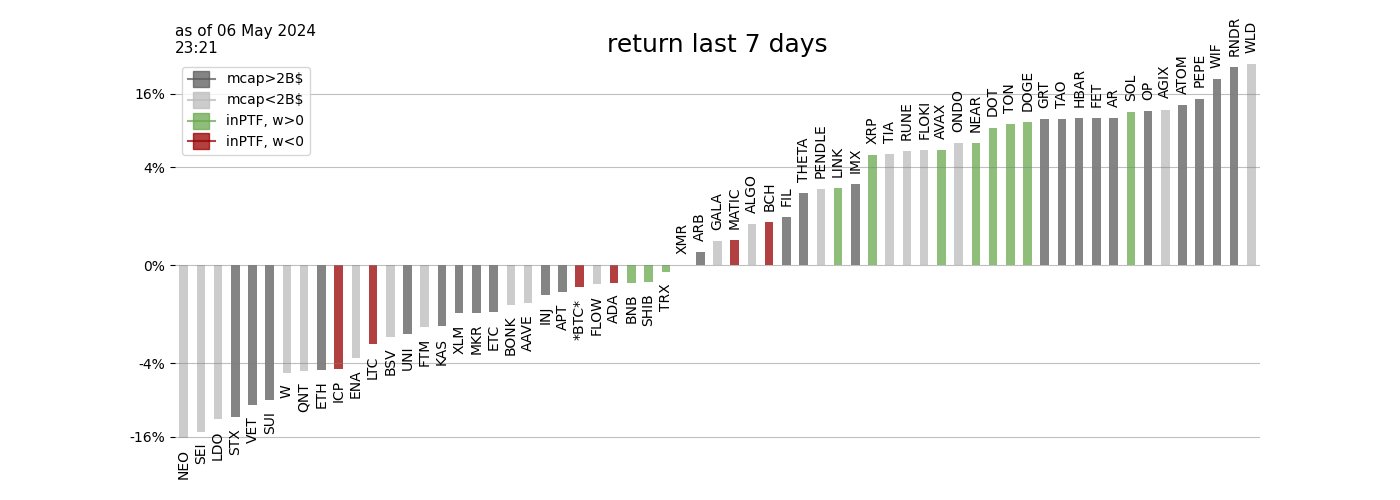 as of 06 May 2024
23:21
return last 7 days
mcap>2B$
mcap<2B$
inPTF, w>0
inPTF, w<0
16%
4%
0%
-4%
-16%
NEO
SEI
LDO
STX
VET
SUI
W
QNT
ETH
ICP
ENA
LTC
BSV
UNI
FTM
KAS
XLM
MKR
ETC
BONK
AAVE
INJ
APT
*BTC*
FLOW
ADA
BNB
SHIB
TRX
XMR
ARB
GALA
MATIC
ALGO
BCH
FIL
THETA
PENDLE
LINK
IMX
XRP
TIA
RUNE
FLOKI
AVAX
ONDO
NEAR
DOT
TON
DOGE
GRT
TAO
HBAR
FET
AR
SOL
OP
AGIX
ATOM
PEPE
WIF
RNDR
WLD